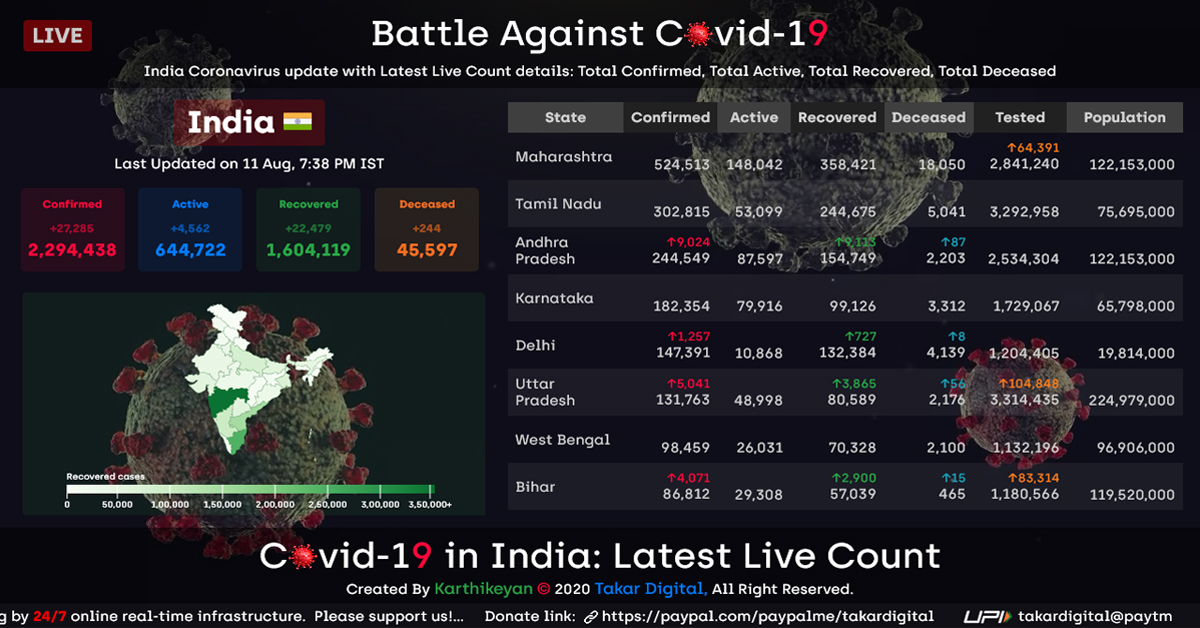 LIVE
Battle Against Covid-19
India Coronavirus update with Latest Live Count details: Total Confirmed, Total Active, Total Recovered, Total Deceased
India
Last Updated on 11 Aug, 7:38 PM IST
Confirmed Active Recovered Deceased
+27,285 +4,562 +22,479 +244
2,294,438 644,722 1,604,119 45,597
Recovered cases
0 50,000 1,00,000 1,50,000 2,00,000 2,50,000 3,00,000 3,50,000+
State Confirmed Active Recovered Deceased Tested Population
↑64,391
Maharashtra 524,513 148,042 358,421 18,050 2,841,240 122,153,000
Tamil Nadu 302,815 53,099 244,675 5,041 3,292,958 75,695,000
Andhra ↑9,024 ↑9,113 ↑87
Pradesh 244,549 87,597 154,749 2,203 2,534,304 122,153,000
Karnataka 182,354 79,916 99,126 3,312 1,729,067 65,798,000
↑1,257 ↑727 ↑8
Delhi 147,391 10,868 132,384 4,139 1,204,405 19,814,000
Uttar ↑5,041 ↑3,865 ↑56 ↑104,848
Pradesh 131,763 48,998 80,589 2,176 3,314,435 224,979,000
West Bengal 98,459 26,031 70,328 2,100 1,132,196 96,906,000
↑4,071 ↑2,900 ↑15 ↑83,314
Bihar 86,812 29,308 57,039 465 1,180,566 119,520,000
Covid-19 in India: Latest Live Count
Created By Karthikeyan © 2020 Takar Digital, All Right Reserved.
g by 24/7 online real-time infrastructure. Please support us!... Donate link: https://paypal.com/paypalme/takardigital UPI takardigital@paytm